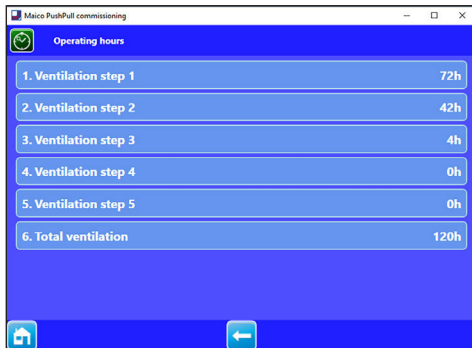 Maico PushPull commissioning
Operating hours
1. Ventilation step 1 72h
2. Ventilation step 2 42h
3. Ventilation step 3 4h
4. Ventilation step 4 0h
5. Ventilation step 5 0h
6. Total ventilation 120h